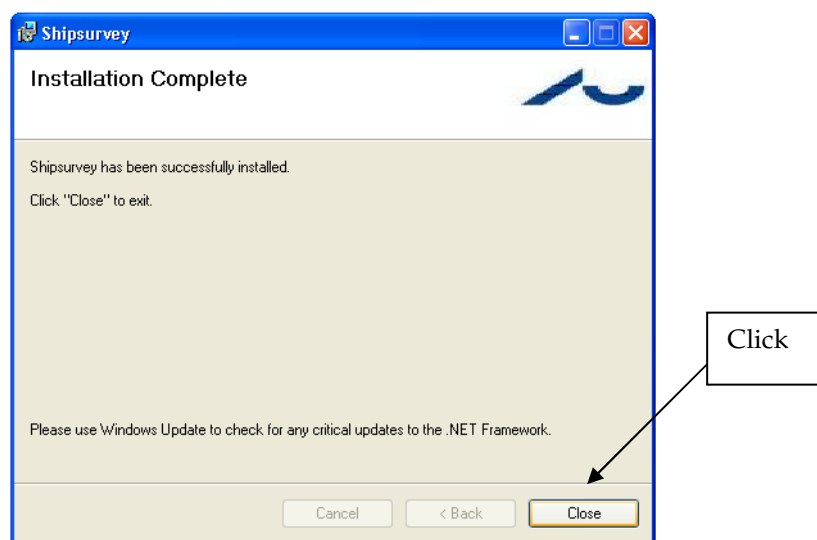 Shipsurvey
Installation Complete
Shipsurvey has been successfully installed.
Click "Close" to exit.
Click
Please use Windows Update to check for any critical updates to the .NET Framework.
Cancel
< Back
Close